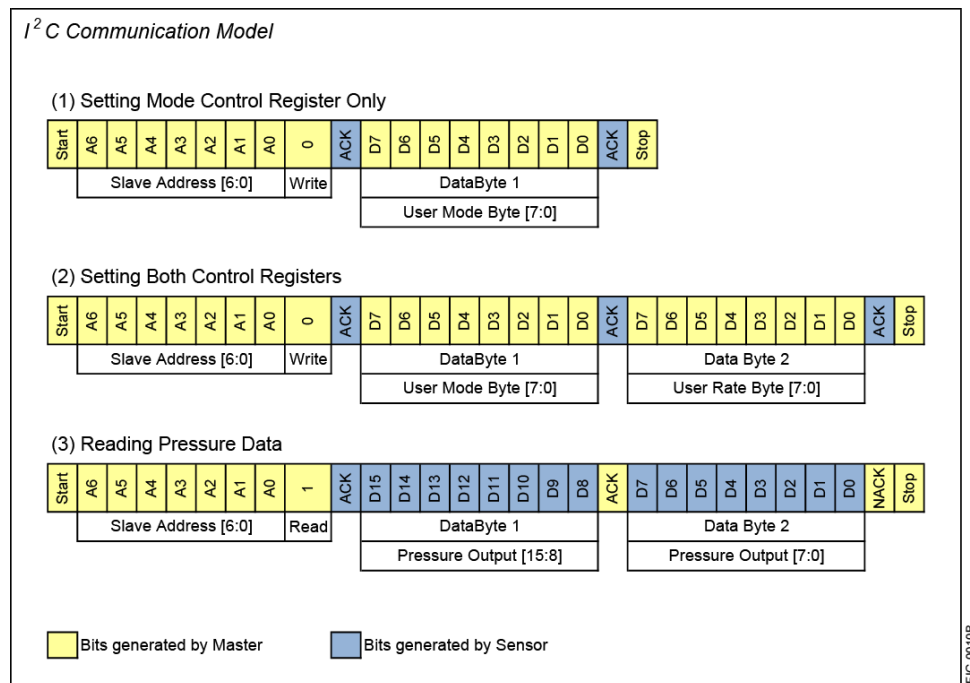 I² C Communication Model
(1) Setting Mode Control Register Only
Start A6 A5 A4 A3 A2 A1 A0 0 ACK D7 D6 D5 D4 D3 D2 D1 D0 ACK Stop
Slave Address [6:0] Write DataByte 1
User Mode Byte [7:0]
(2) Setting Both Control Registers
Start A6 A5 A4 A3 A2 A1 A0 0 ACK D7 D6 D5 D4 D3 D2 D1 D0 ACK D7 D6 D5 D4 D3 D2 D1 D0 ACK Stop
Slave Address [6:0] Write DataByte 1 Data Byte 2
User Mode Byte [7:0] User Rate Byte [7:0]
(3) Reading Pressure Data
Start A6 A5 A4 A3 A2 A1 A0 1 ACK D15 D14 D13 D12 D11 D10 D9 D8 ACK D7 D6 D5 D4 D3 D2 D1 D0 NACK Stop
Slave Address [6:0] Read DataByte 1 Data Byte 2
Pressure Output [15:8] Pressure Output [7:0]
Bits generated by Master Bits generated by Sensor